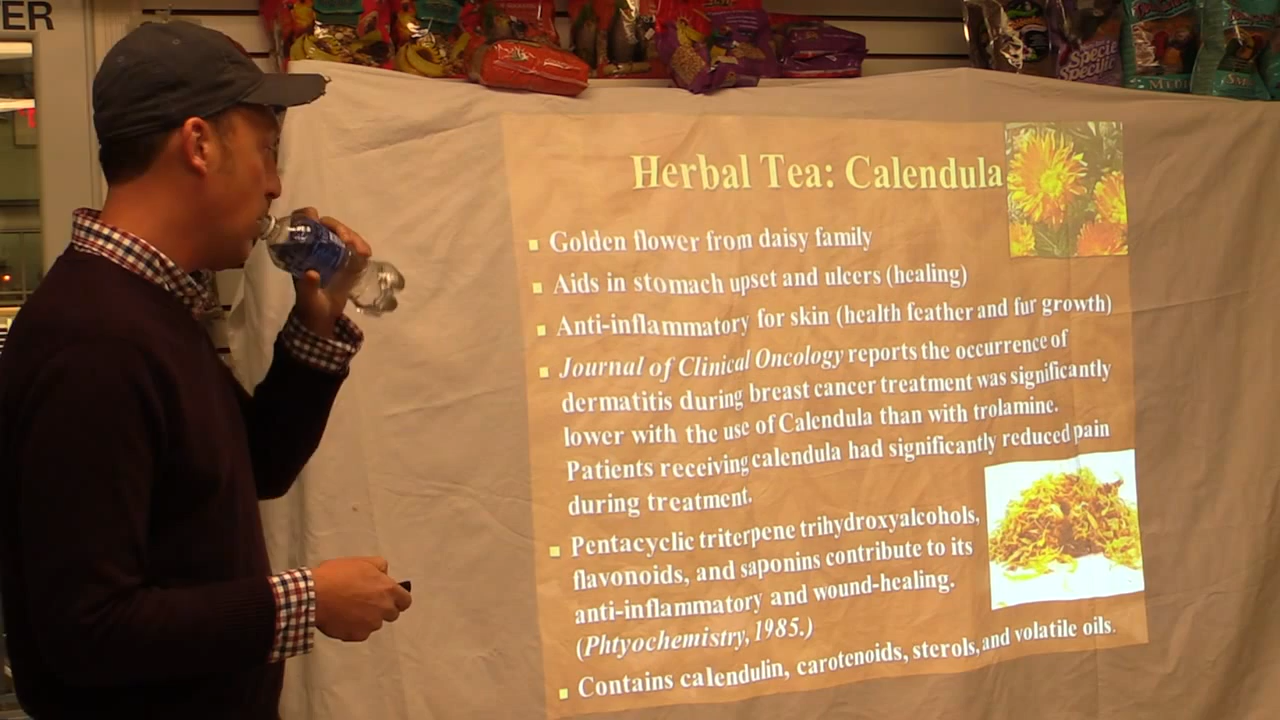 ER
Specie
Specific
Herbal Tea: Calendula
Golden flower from daisy family
Aids in stomach upset and ulcers (healing)
Anti-inflammatory for skin (health feather and fur growth)
Journal of Clinical Oncology reports the occurrence of
dermatitis during breast cancer treatment was significantly
lower with the use of Calendula than with trolamine.
Patients receiving calendula had significantly reduced pain
during treatment.
Pentacyclic triterpene trihydroxyalcohols,
flavonoids, and saponins contribute to its
anti-inflammatory and wound-healing.
(Phtyochemistry, 1985.)
Contains calendulin, carotenoids, sterols, and volatile oils.